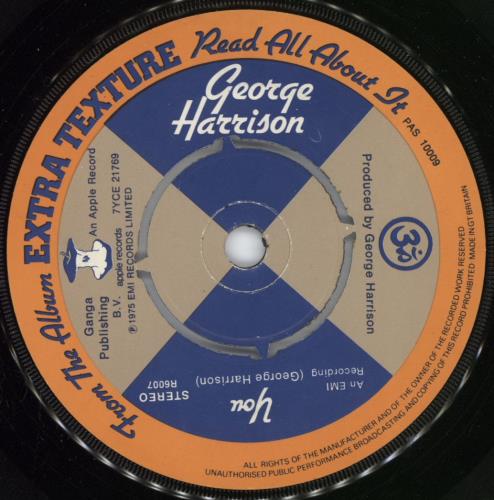 From The Album EXTRA TEXTURE Read All About It PAS 10009
George
Harrison
An Apple Record
7YCE 21769
apple records
℗1975 EMI RECORDS LIMITED
Ganga
Publishing
B.V.
Produced by George Harrison
You
(George Harrison)
An EMI
Recording
STEREO
R6007
ALL RIGHTS OF THE MANUFACTURER AND OF THE OWNER OF THE RECORDED WORK RESERVED
UNAUTHORISED PUBLIC PERFORMANCE BROADCASTING AND COPYING OF THIS RECORD PROHIBITED MADE IN GT BRITAIN
ॐ